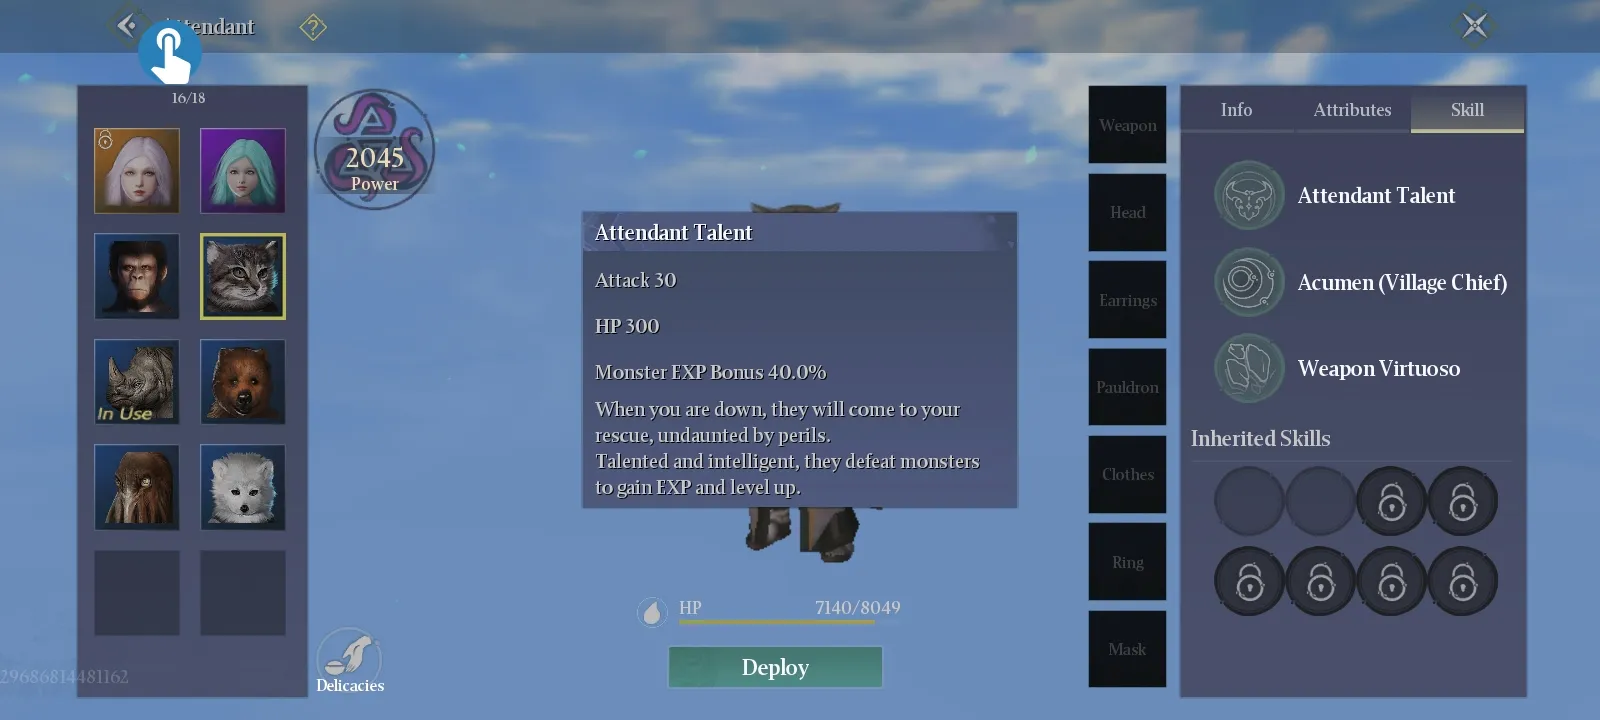 Attendant
?
16/18
2045
Power
In Use
Delicacies
29686814481162
Attendant Talent
Attack 30
HP 300
Monster EXP Bonus 40.0%
When you are down, they will come to your
rescue, undaunted by perils.
Talented and intelligent, they defeat monsters
to gain EXP and level up.
HP 7140/8049
Deploy
Weapon
Head
Earrings
Pauldron
Clothes
Ring
Mask
Info Attributes Skill
Attendant Talent
Acumen (Village Chief)
Weapon Virtuoso
Inherited Skills